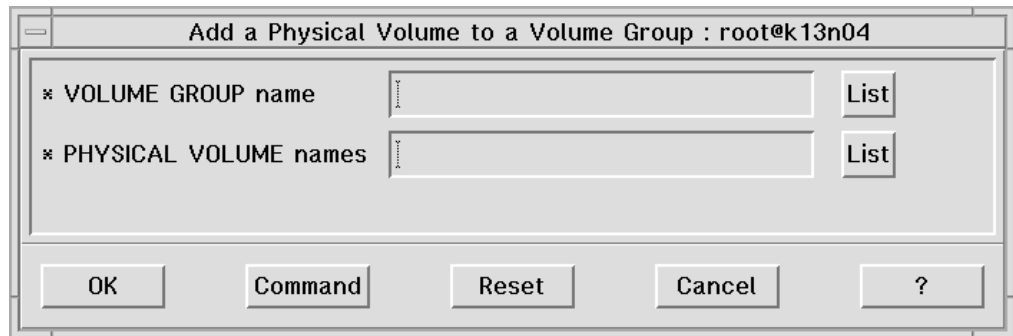 Add a Physical Volume to a Volume Group : root@k13n04
* VOLUME GROUP name List
* PHYSICAL VOLUME names List
OK Command Reset Cancel ?